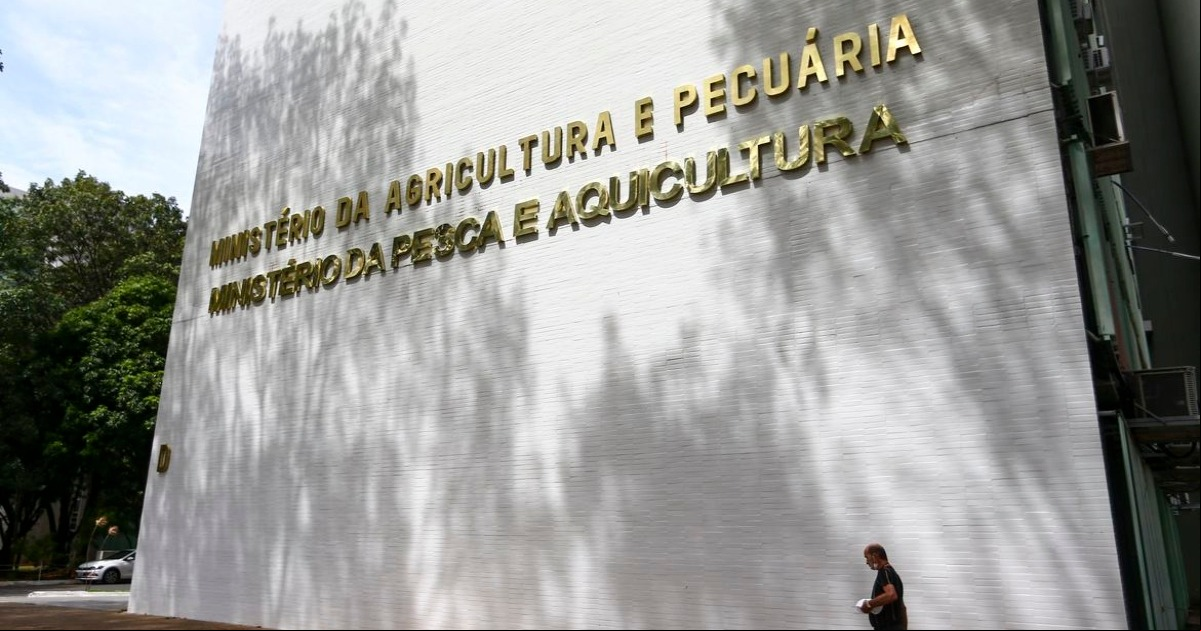 MINISTÉRIO DA AGRICULTURA E PECUÁRIA
MINISTÉRIO DA PESCA E AQUICULTURA
D